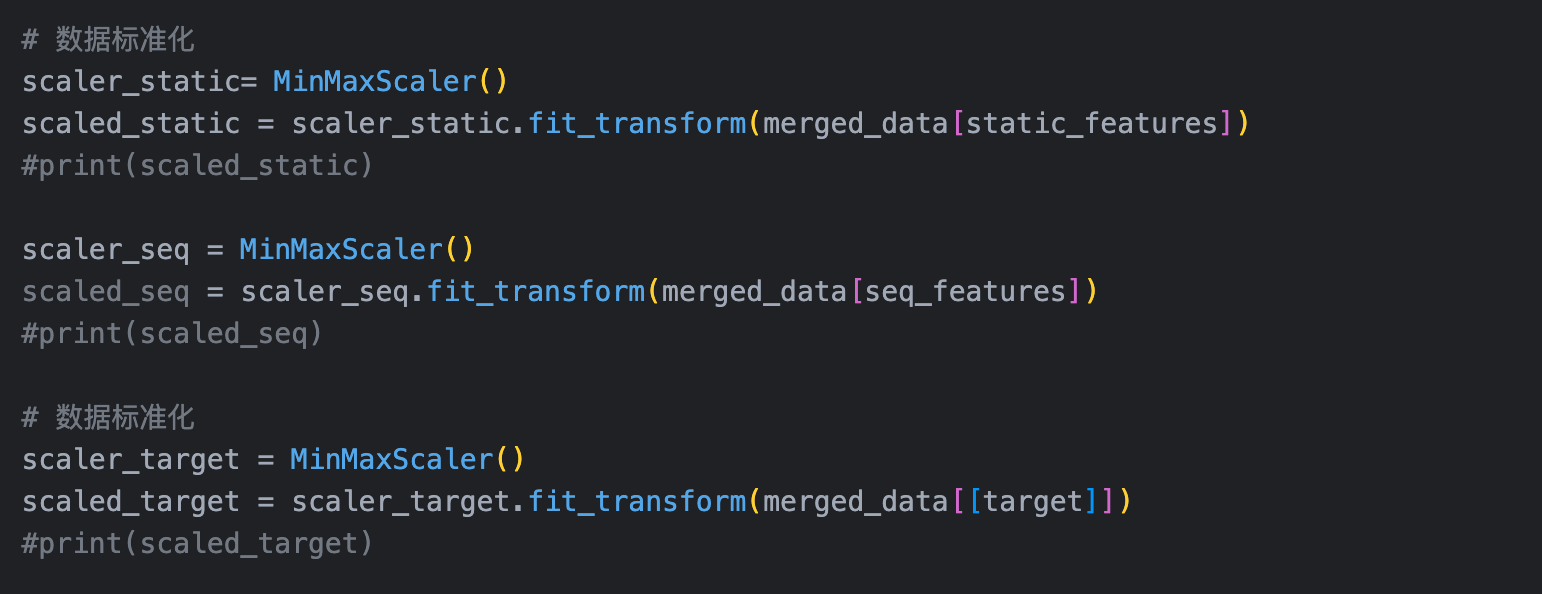 # 数据标准化
scaler_static= MinMaxScaler()
scaled_static = scaler_static.fit_transform(merged_data[static_features])
#print(scaled_static)
scaler_seq = MinMaxScaler()
scaled_seq = scaler_seq.fit_transform(merged_data[seq_features])
#print(scaled_seq)
# 数据标准化
scaler_target = MinMaxScaler()
scaled_target = scaler_target.fit_transform(merged_data[[target]])
#print(scaled_target)